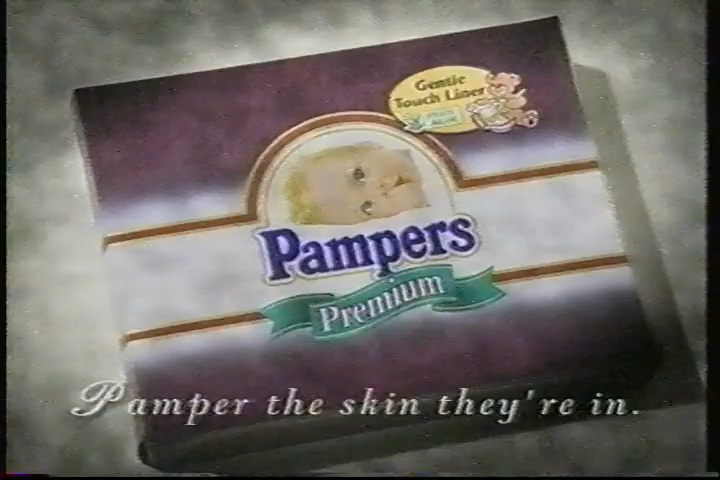 Gentle
Touch Liner
Pampers
Premium
Pamper the skin they're in.